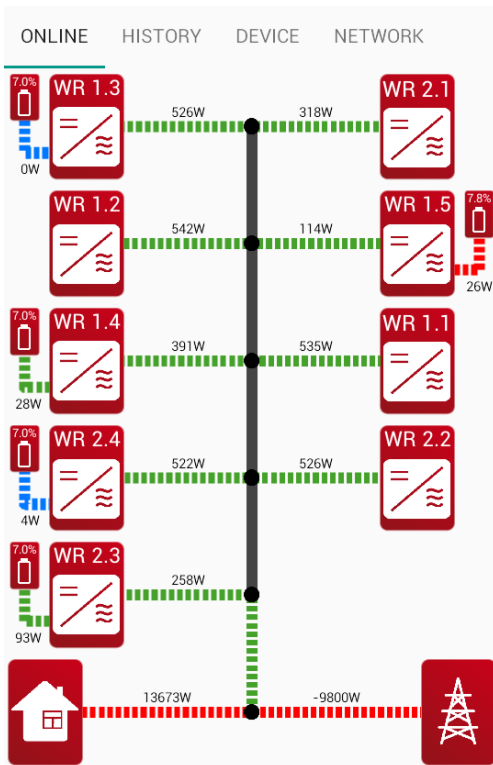 ONLINE HISTORY DEVICE NETWORK
7.0% WR 1.3 526W 318W WR 2.1
0W
WR 1.2 542W 114W WR 1.5 7.8%
26W
7.0% WR 1.4 391W 535W WR 1.1
28W
7.0% WR 2.4 522W 526W WR 2.2
4W
7.0% WR 2.3 258W
93W
13673W -9800W